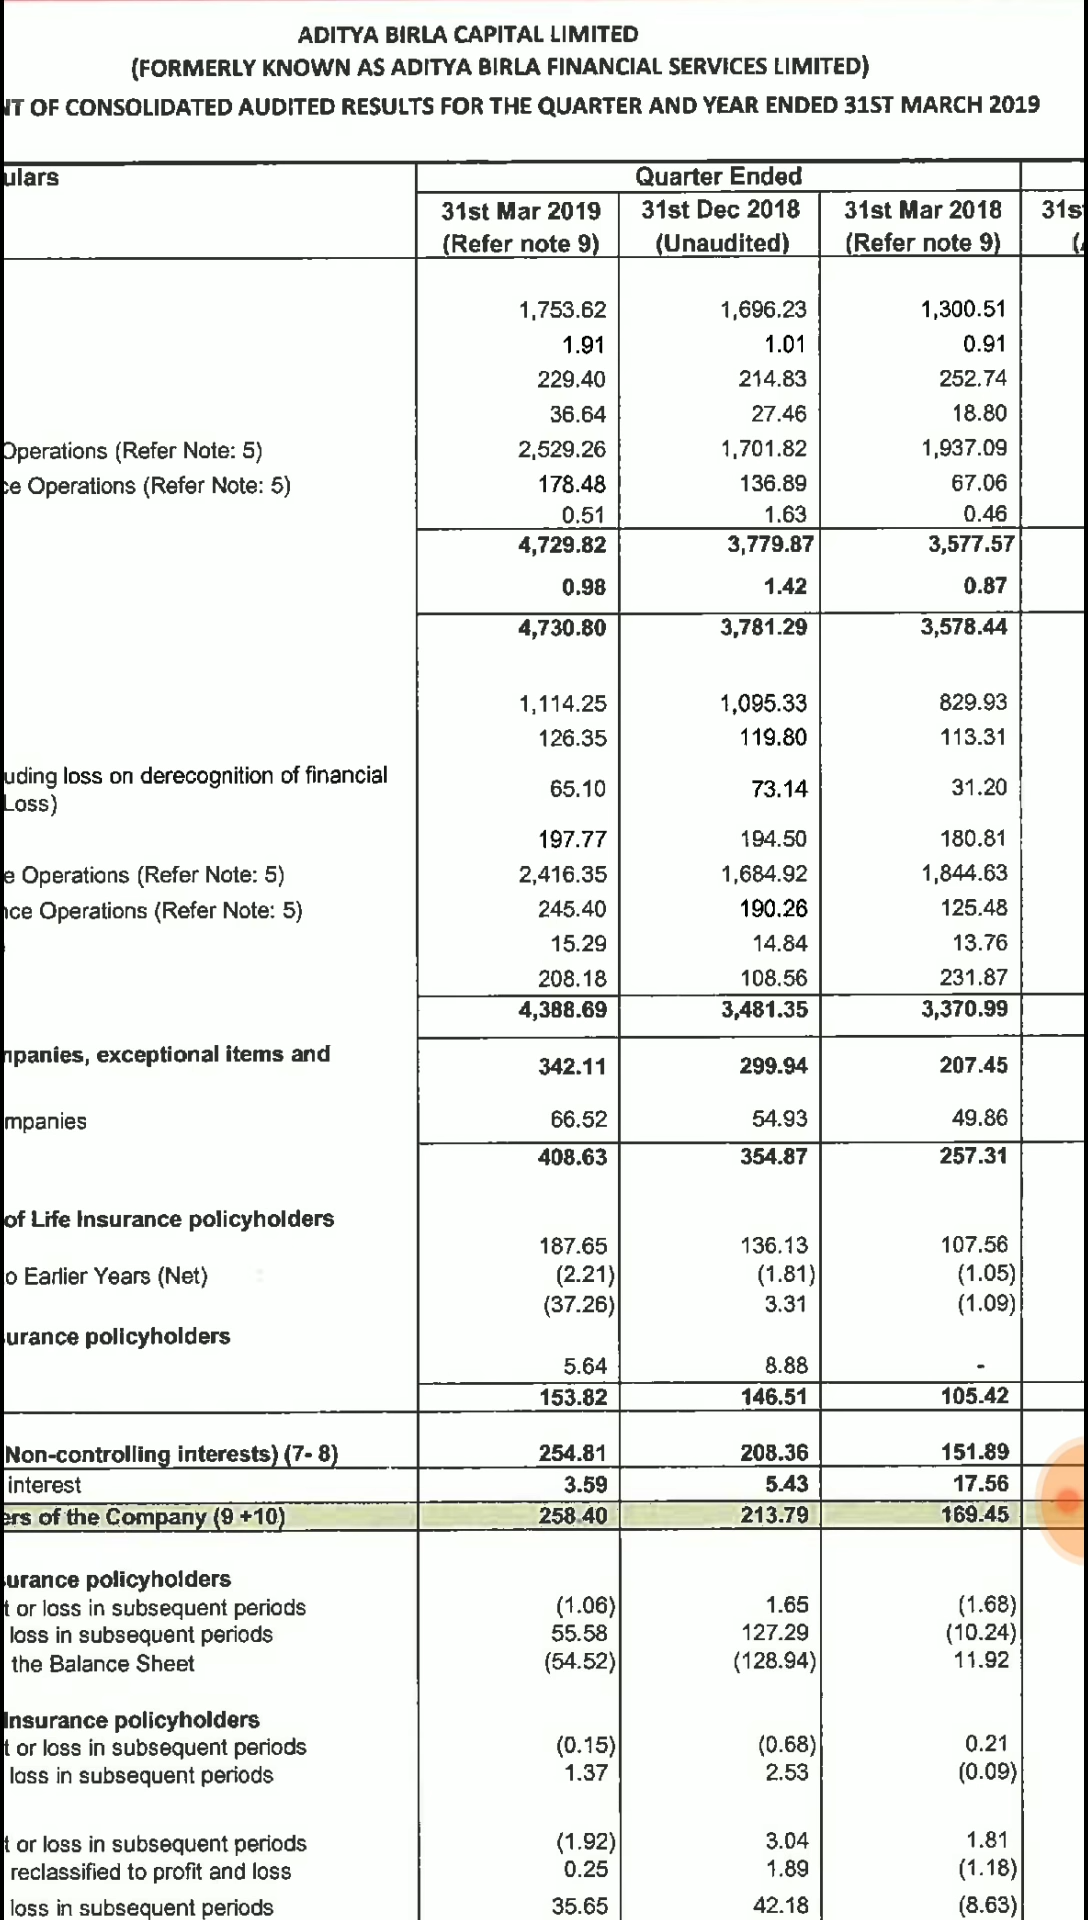 ADITYA BIRLA CAPITAL LIMITED
(FORMERLY KNOWN AS ADITYA BIRLA FINANCIAL SERVICES LIMITED)
NT OF CONSOLIDATED AUDITED RESULTS FOR THE QUARTER AND YEAR ENDED 31ST MARCH 2019
ulars Quarter Ended
31st Mar 2019 31st Dec 2018 31st Mar 2018 31s
(Refer note 9) (Unaudited) (Refer note 9) (
1,753.62 1,696.23 1,300.51
1.91 1.01 0.91
229.40 214.83 252.74
36.64 27.46 18.80
Operations (Refer Note: 5) 2,529.26 1,701.82 1,937.09
ce Operations (Refer Note: 5) 178.48 136.89 67.06
0.51 1.63 0.46
4,729.82 3,779.87 3,577.57
0.98 1.42 0.87
4,730.80 3,781.29 3,578.44
1,114.25 1,095.33 829.93
126.35 119.80 113.31
uding loss on derecognition of financial
Loss) 65.10 73.14 31.20
197.77 194.50 180.81
e Operations (Refer Note: 5) 2,416.35 1,684.92 1,844.63
nce Operations (Refer Note: 5) 245.40 190.26 125.48
15.29 14.84 13.76
208.18 108.56 231.87
4,388.69 3,481.35 3,370.99
mpanies, exceptional items and 342.11 299.94 207.45
mpanies 66.52 54.93 49.86
408.63 354.87 257.31
of Life Insurance policyholders
187.65 136.13 107.56
o Earlier Years (Net) (2.21) (1.81) (1.05)
(37.26) 3.31 (1.09)
urance policyholders
5.64 8.88 -
153.82 146.51 105.42
Non-controlling interests) (7- 8) 254.81 208.36 151.89
interest 3.59 5.43 17.56
ers of the Company (9 +10) 258.40 213.79 169.45
urance policyholders
t or loss in subsequent periods (1.06) 1.65 (1.68)
loss in subsequent periods 55.58 127.29 (10.24)
the Balance Sheet (54.52) (128.94) 11.92
Insurance policyholders
t or loss in subsequent periods (0.15) (0.68) 0.21
loss in subsequent periods 1.37 2.53 (0.09)
t or loss in subsequent periods (1.92) 3.04 1.81
reclassified to profit and loss 0.25 1.89 (1.18)
loss in subsequent periods 35.65 42.18 (8.63)